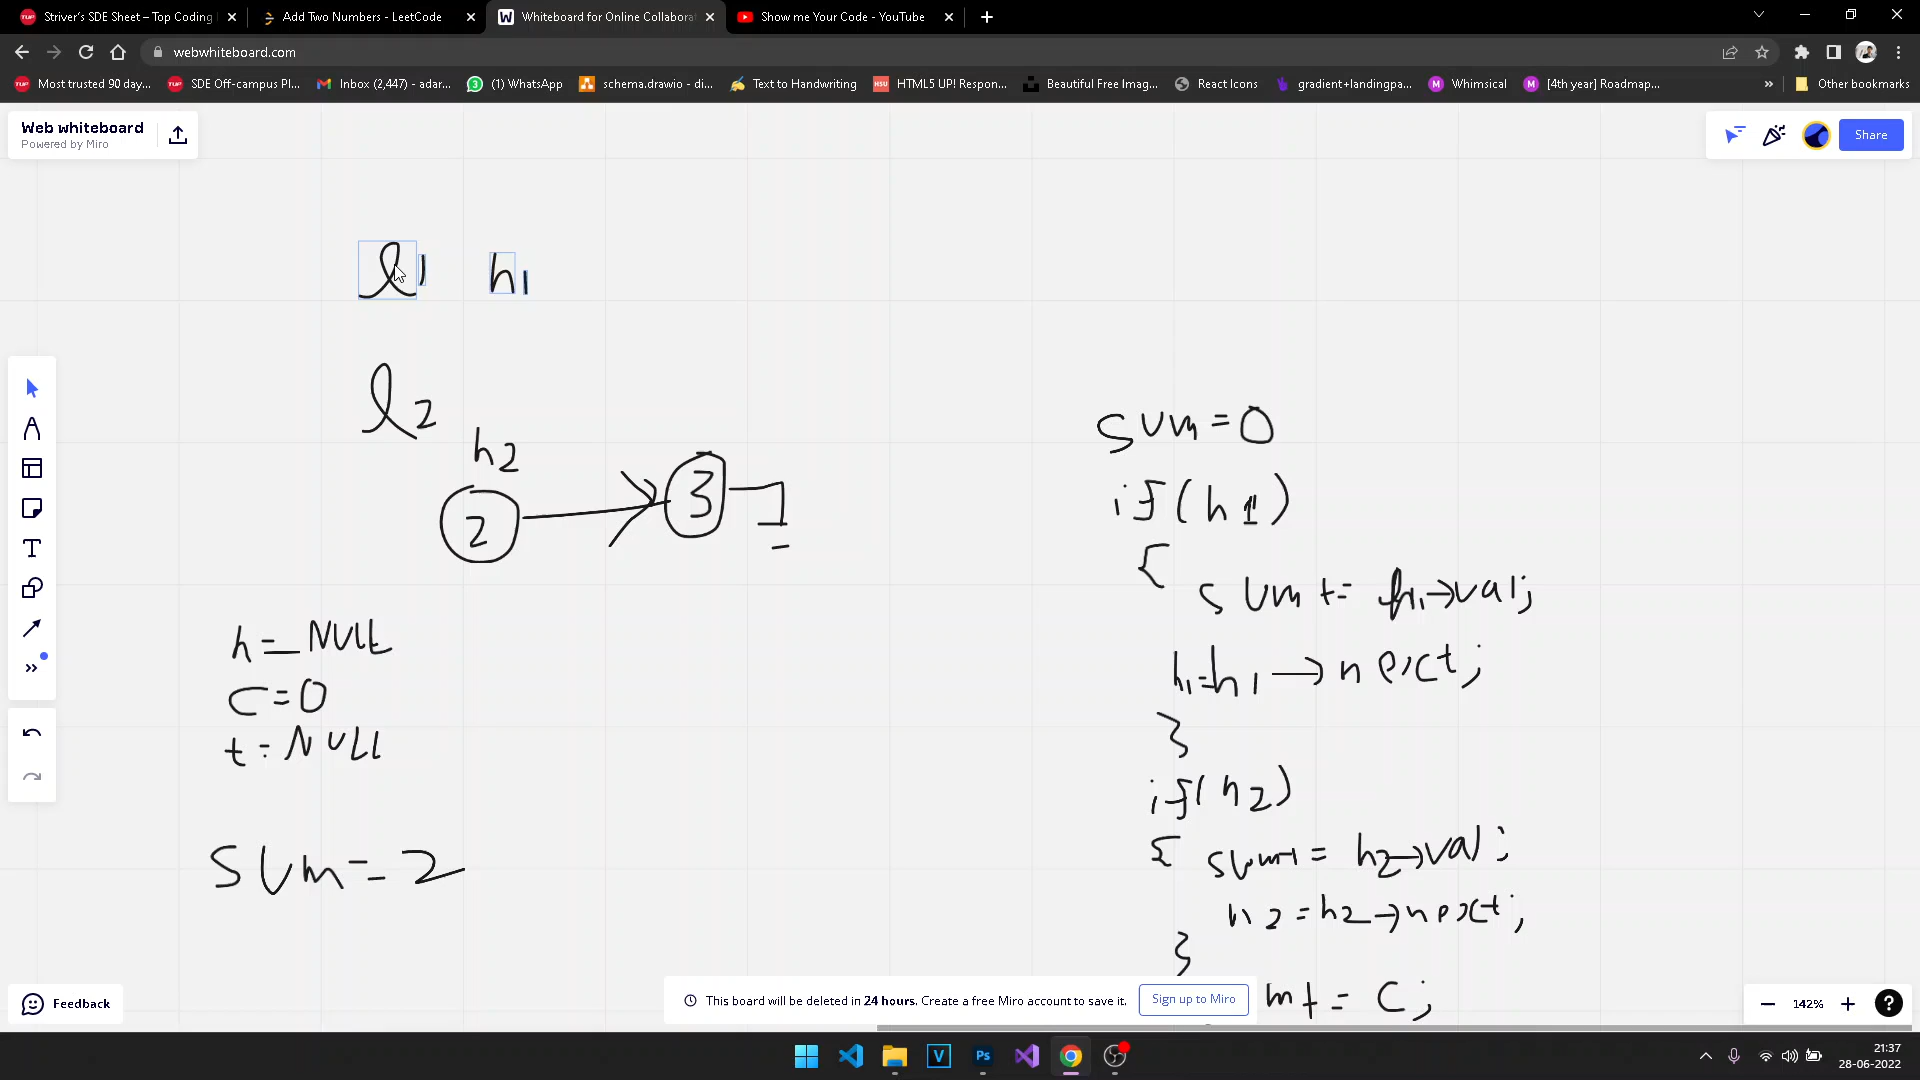 Striver's SDE Sheet – Top Coding
Add Two Numbers - LeetCode
Whiteboard for Online Collabora
Show me Your Code - YouTube
webwhiteboard.com
Most trusted 90 day...
SDE Off-campus Pl...
Inbox (2,447) - adar...
(1) WhatsApp
schema.drawio - di...
Text to Handwriting
HTML5 UP! Respon...
Beautiful Free Imag...
React Icons
gradient+landingpa...
Whimsical
[4th year] Roadmap...
Other bookmarks
Web whiteboard
Powered by Miro
Share
l1 h1
l2
h2
2 3
h = NULL
c = 0
t = NULL
sum = 2
sum = 0
if(h1)
{
sum += h1→val;
h1 = h1→next;
}
if(h2)
{ sum+ = h2→val;
h2 = h2→next;
}
m+ = c;
Feedback
This board will be deleted in 24 hours. Create a free Miro account to save it.
Sign up to Miro
142%
21:37
28-06-2022